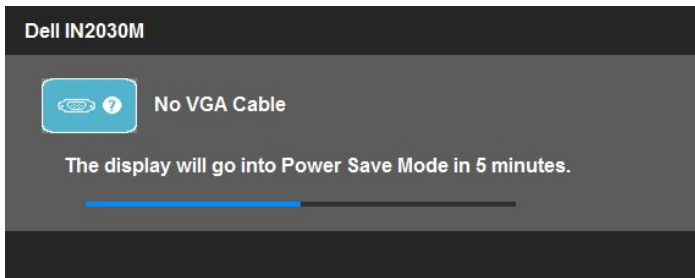 Dell IN2030M
?
No VGA Cable
The display will go into Power Save Mode in 5 minutes.